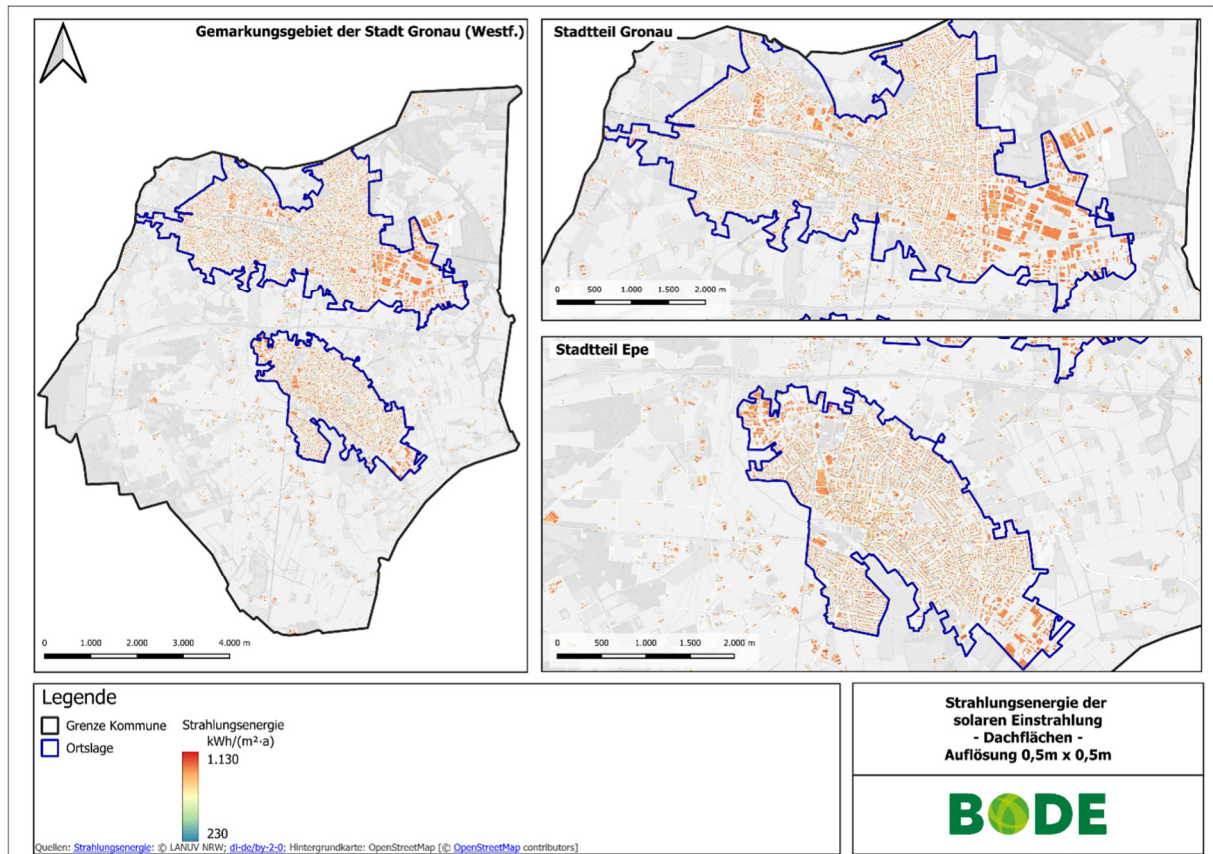 Gemarkungsgebiet der Stadt Gronau (Westf.)
0 1.000 2.000 3.000 4.000 m
Stadtteil Gronau
0 500 1.000 1.500 2.000 m
Stadtteil Epe
0 500 1.000 1.500 2.000 m
Legende
Grenze Kommune
Ortslage
Strahlungsenergie
kWh/(m²·a)
1.130
230
Quellen: Strahlungsenergie: © LANUV NRW; dl-de/by-2-0; Hintergrundkarte: OpenStreetMap [© OpenStreetMap contributors]
Strahlungsenergie der
solaren Einstrahlung
- Dachflächen -
Auflösung 0,5m x 0,5m
BODE